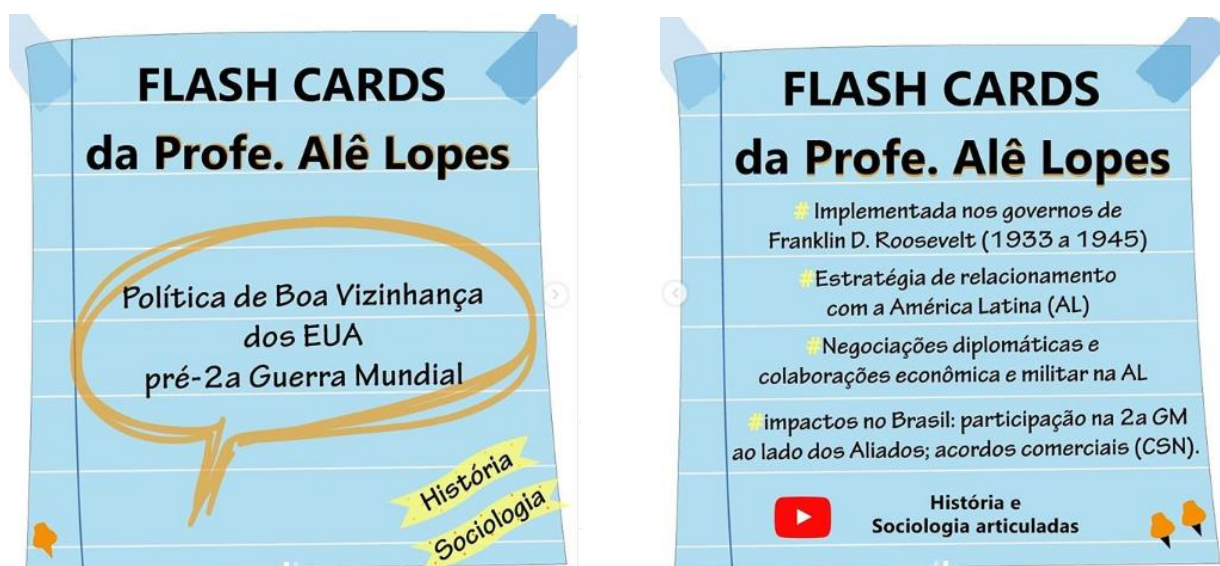 FLASH CARDS
da Profe. Alê Lopes
Política de Boa Vizinhança
dos EUA
pré-2a Guerra Mundial
História
Sociologia
FLASH CARDS
da Profe. Alê Lopes
# Implementada nos governos de
Franklin D. Roosevelt (1933 a 1945)
#Estratégia de relacionamento
com a América Latina (AL)
#Negociações diplomáticas e
colaborações econômica e militar na AL
#impactos no Brasil: participação na 2a GM
ao lado dos Aliados; acordos comerciais (CSN).
História e
Sociologia articuladas